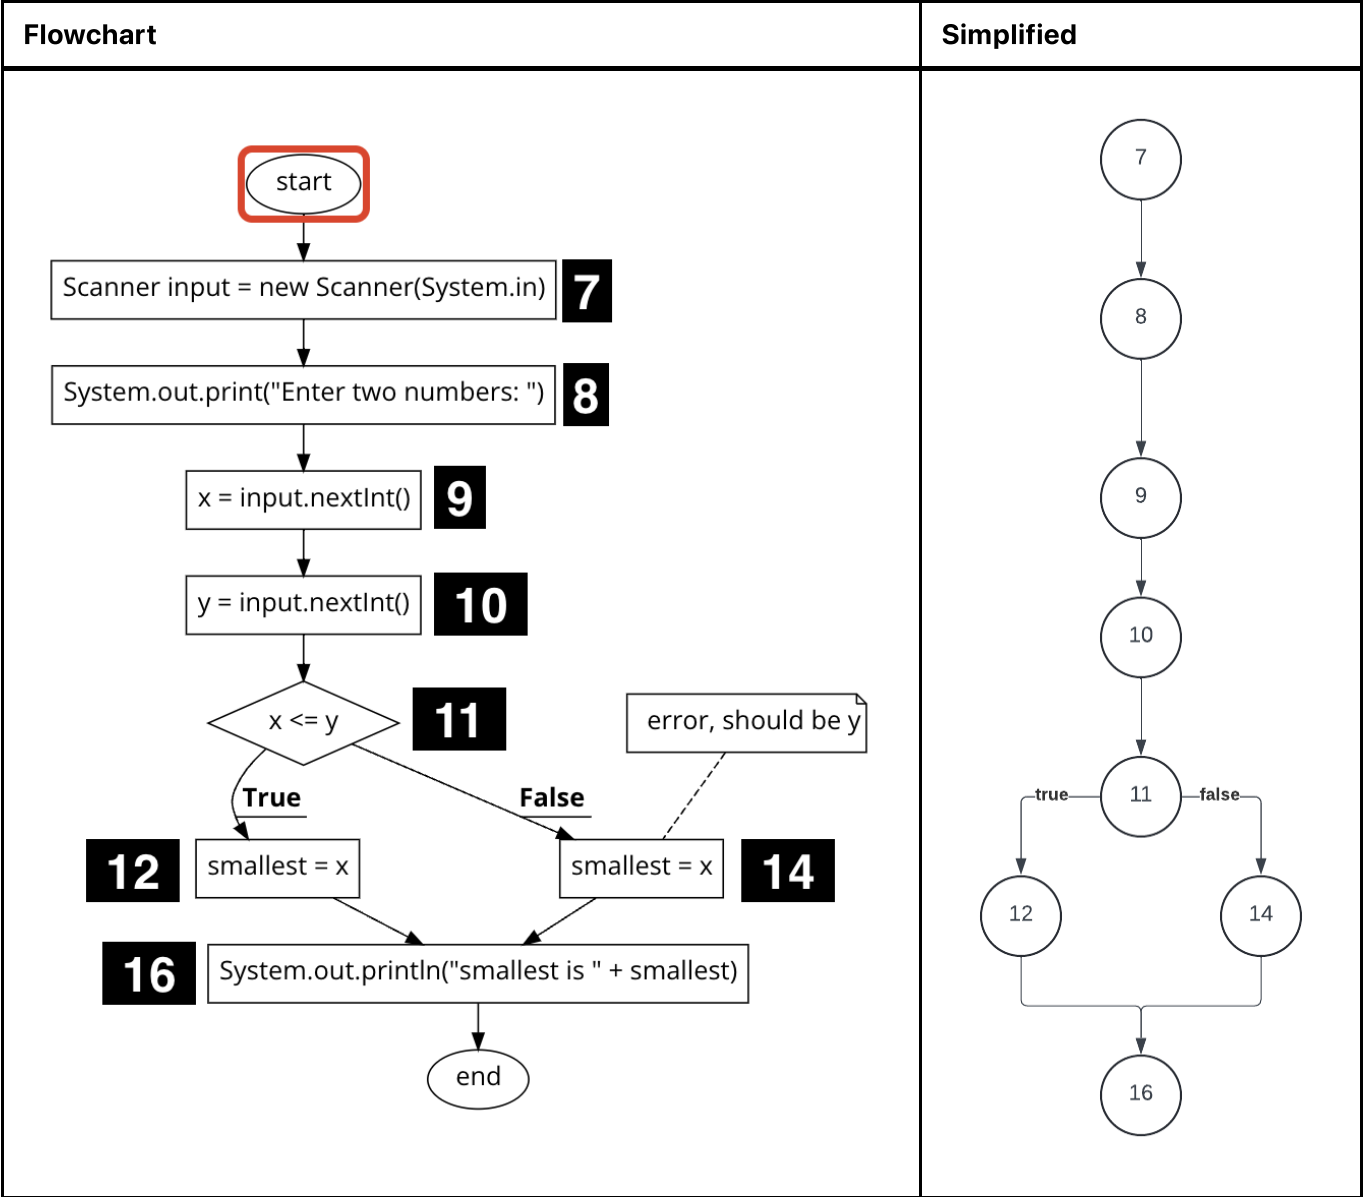 Flowchart
Simplified
start
Scanner input = new Scanner(System.in)
7
System.out.print("Enter two numbers: ")
8
x = input.nextInt()
9
y = input.nextInt()
10
x <= y
11
error, should be y
True
False
12
smallest = x
smallest = x
14
16
System.out.println("smallest is " + smallest)
end
7
8
9
10
true
11
false
12
14
16